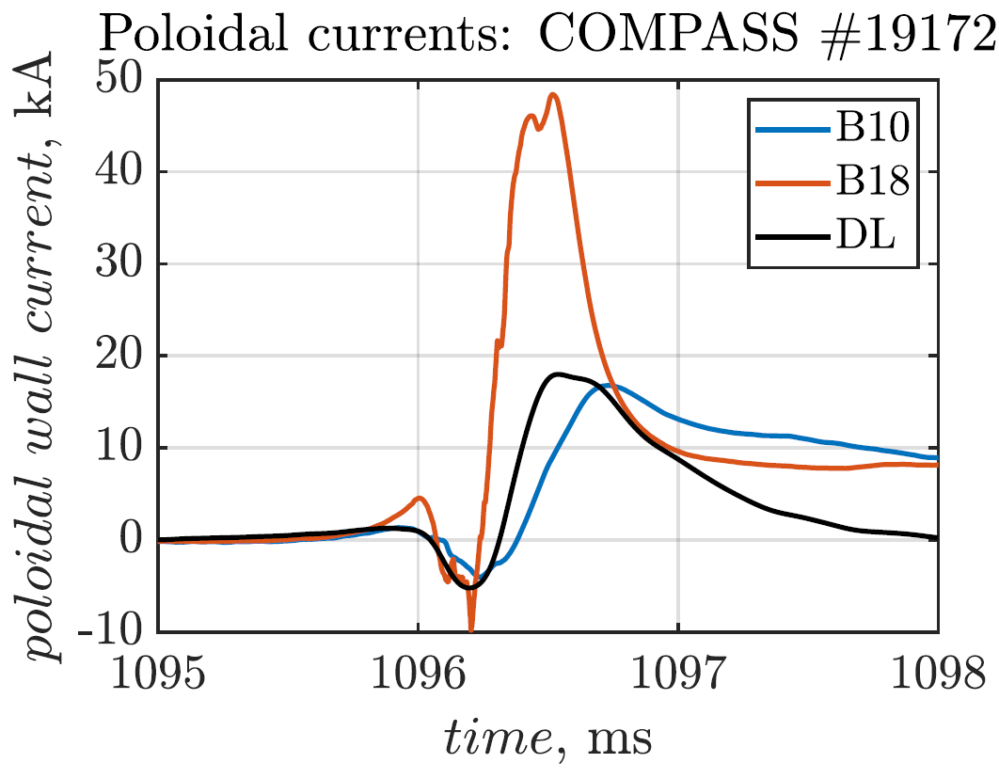 Poloidal currents: COMPASS #19172
poloidal wall current, kA
50
40
30
20
10
0
-10
1095 1096 1097 1098
time, ms
B10
B18
DL